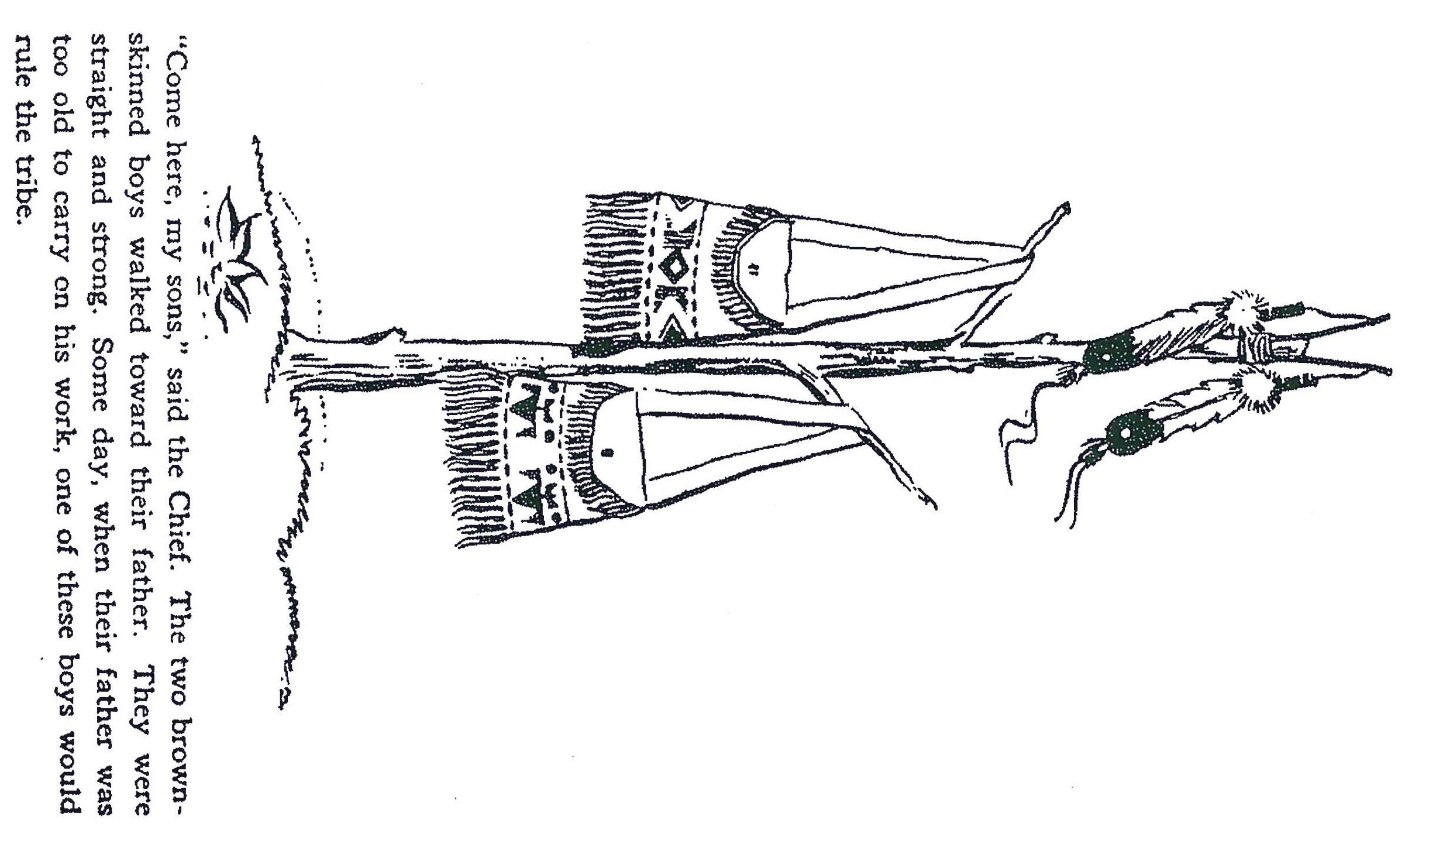 “Come here, my sons,” said the Chief. The two brown-
skinned boys walked toward their father. They were
straight and strong. Some day, when their father was
too old to carry on his work, one of these boys would
rule the tribe.